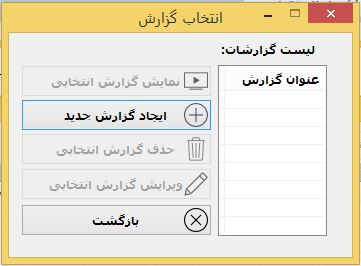 انتخاب گزارش
لیست گزارشات:
عنوان گزارش
نمایش گزارش انتخابی
ایجاد گزارش جدید
حذف گزارش انتخابی
ویرایش گزارش انتخابی
بازگشت